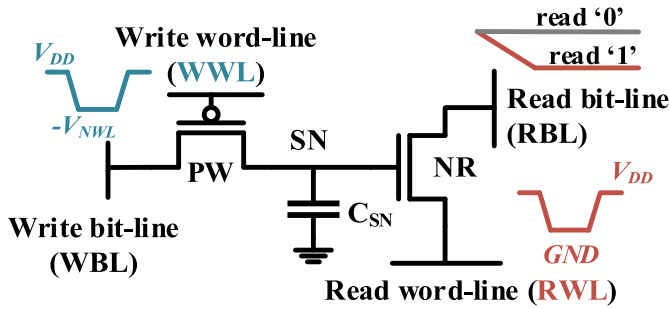 read ‘0’
Write word-line
(WWL)
V_DD
read ‘1’
-V_NWL
Read bit-line
(RBL)
SN
PW
NR
V_DD
C_SN
Write bit-line
(WBL)
GND
Read word-line (RWL)